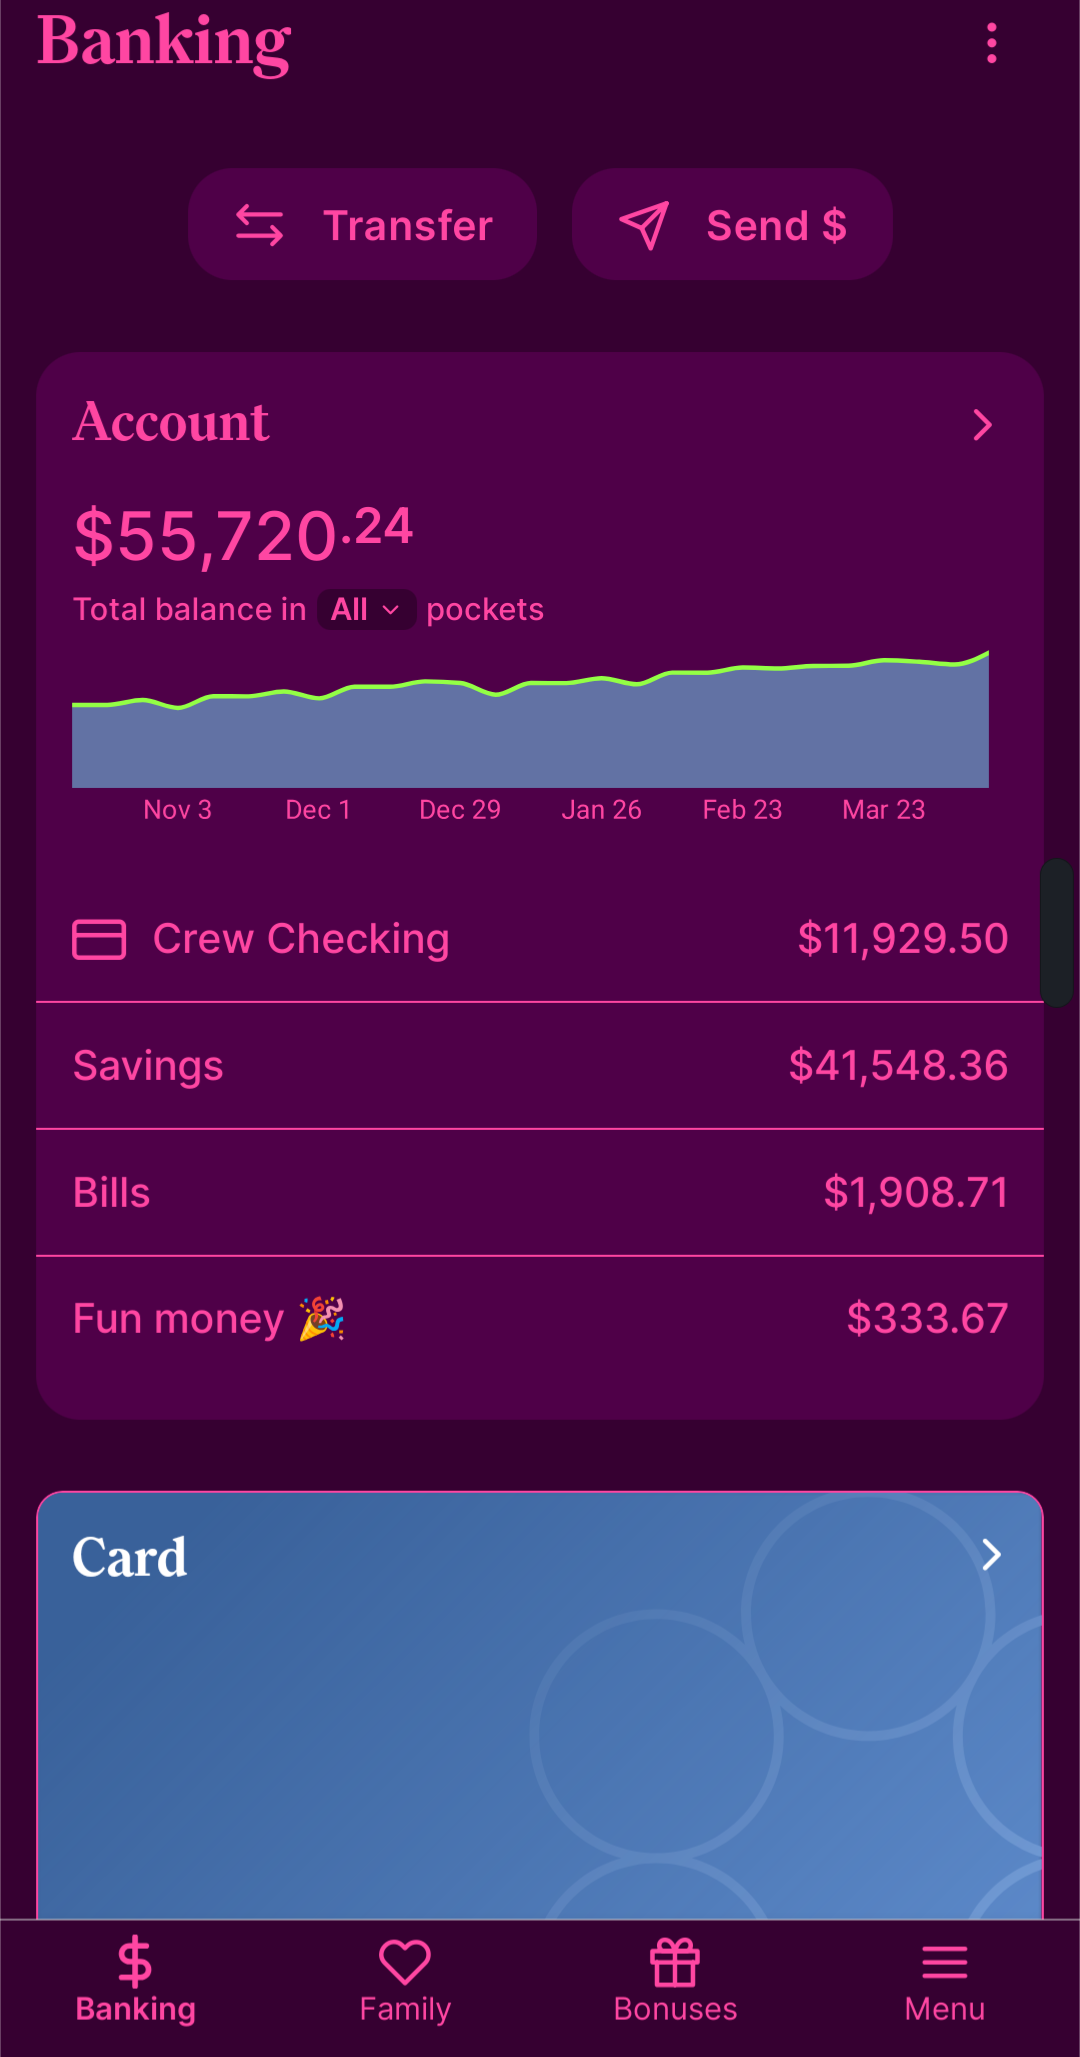 Banking
Transfer Send $
Account
$55,720.24
Total balance in All pockets
Nov 3 Dec 1 Dec 29 Jan 26 Feb 23 Mar 23
Crew Checking $11,929.50
Savings $41,548.36
Bills $1,908.71
Fun money 🎉 $333.67
Card
Banking Family Bonuses Menu